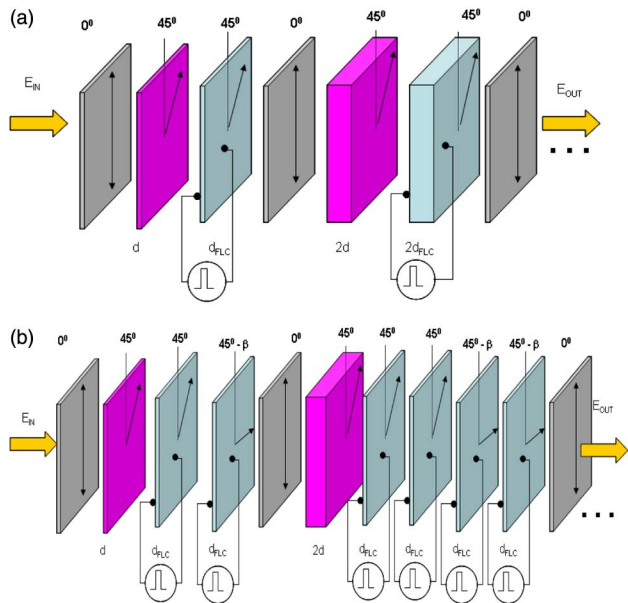 (a)
0⁰ 45⁰ 45⁰ 0⁰ 45⁰ 45⁰ 0⁰
E_IN
E_OUT
. . .
d d_FLC 2d 2d_FLC
(b)
0⁰ 45⁰ 45⁰ 45⁰ - β 0⁰ 45⁰ 45⁰ 45⁰ 45⁰ - β 45⁰ - β 0⁰
E_IN
E_OUT
. . .
d d_FLC d_FLC 2d d_FLC d_FLC d_FLC d_FLC